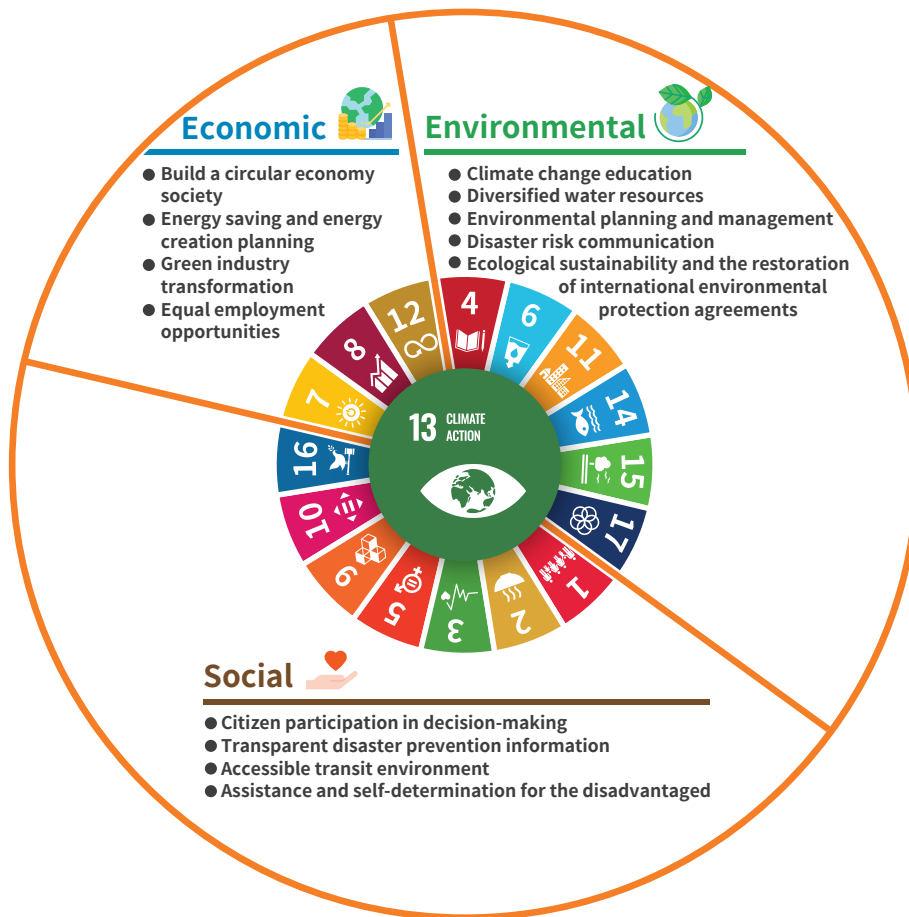 Economic
● Build a circular economy
society
● Energy saving and energy
creation planning
● Green industry
transformation
● Equal employment
opportunities
Environmental
● Climate change education
● Diversified water resources
● Environmental planning and management
● Disaster risk communication
● Ecological sustainability and the restoration
of international environmental
protection agreements
4
6
11
14
15
17
1
2
3
5
9
10
16
7
8
12
13 CLIMATE
ACTION
Social
● Citizen participation in decision-making
● Transparent disaster prevention information
● Accessible transit environment
● Assistance and self-determination for the disadvantaged